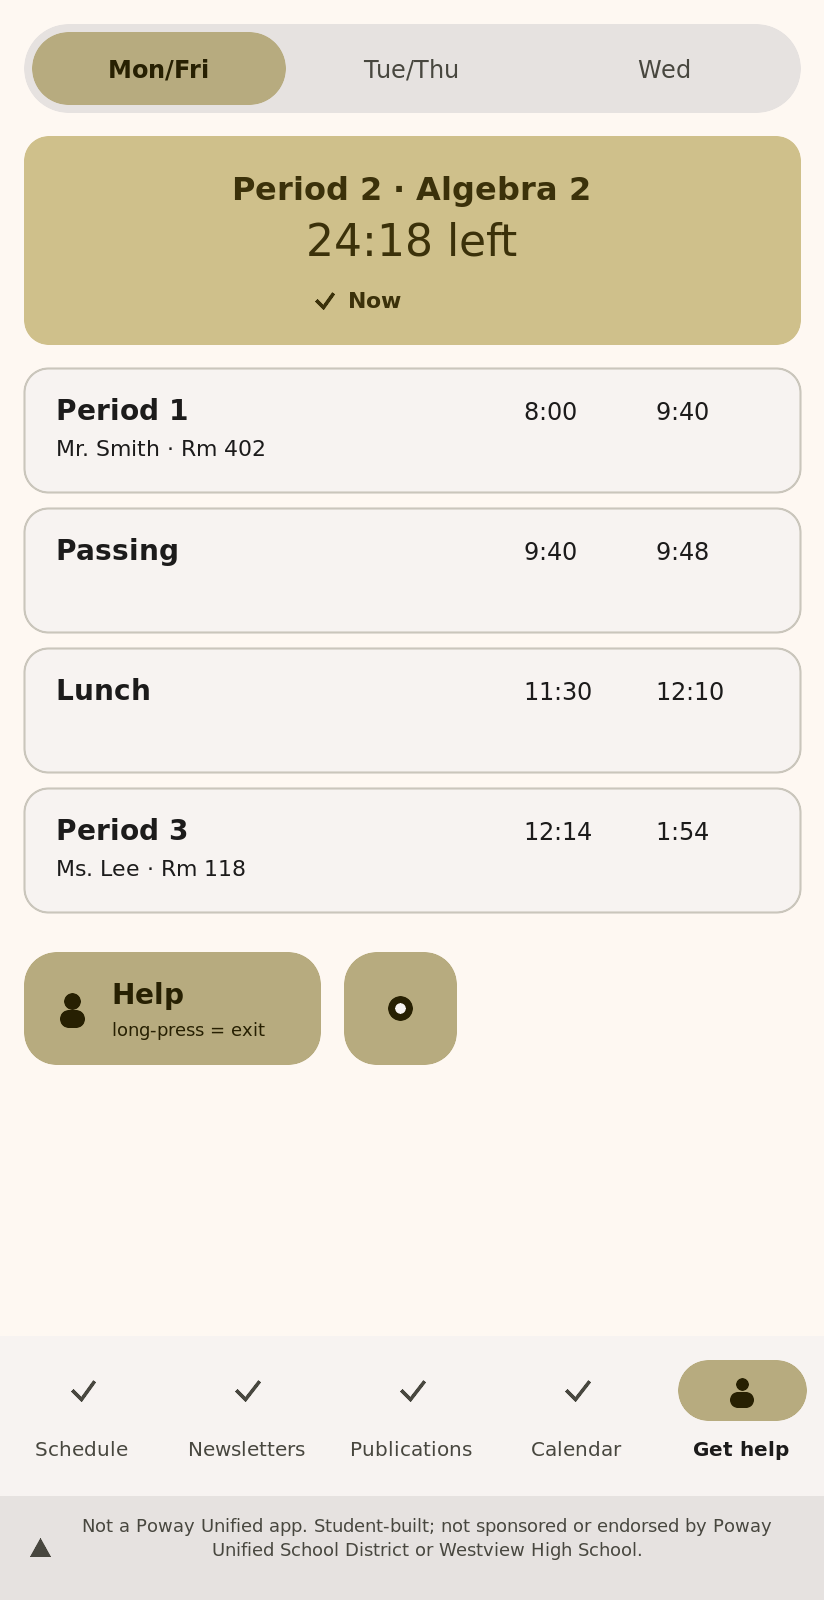 Mon/Fri Tue/Thu Wed
Period 2 · Algebra 2
24:18 left
Now
Period 1 8:00 9:40
Mr. Smith · Rm 402
Passing 9:40 9:48
Lunch 11:30 12:10
Period 3 12:14 1:54
Ms. Lee · Rm 118
Help
long-press = exit
Schedule Newsletters Publications Calendar Get help
Not a Poway Unified app. Student-built; not sponsored or endorsed by Poway
Unified School District or Westview High School.